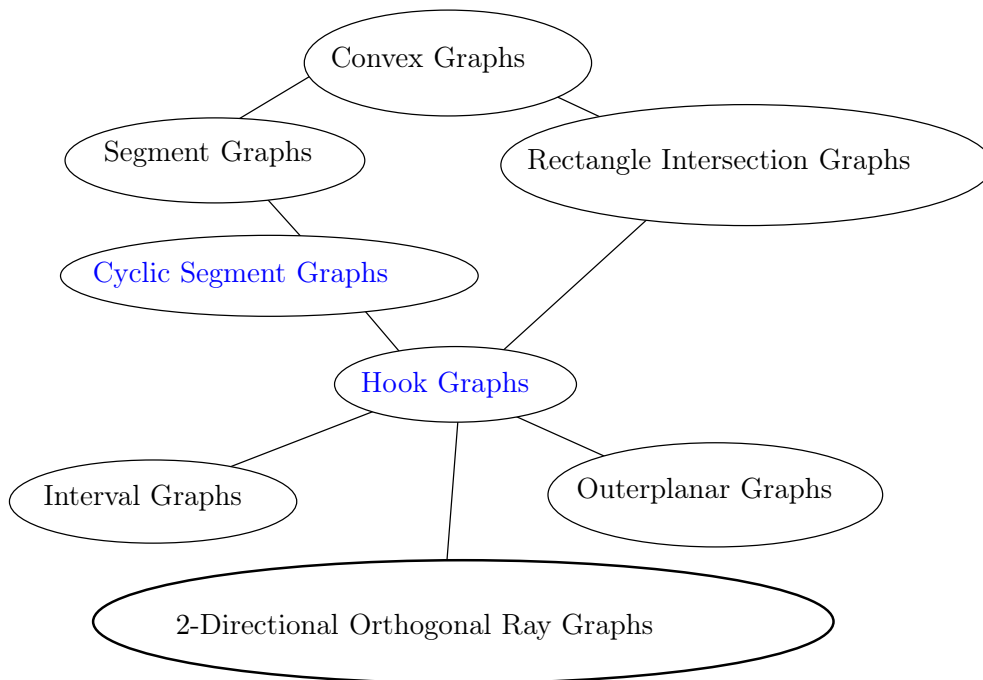 Convex Graphs
Segment Graphs
Rectangle Intersection Graphs
Cyclic Segment Graphs
Hook Graphs
Interval Graphs
Outerplanar Graphs
2-Directional Orthogonal Ray Graphs